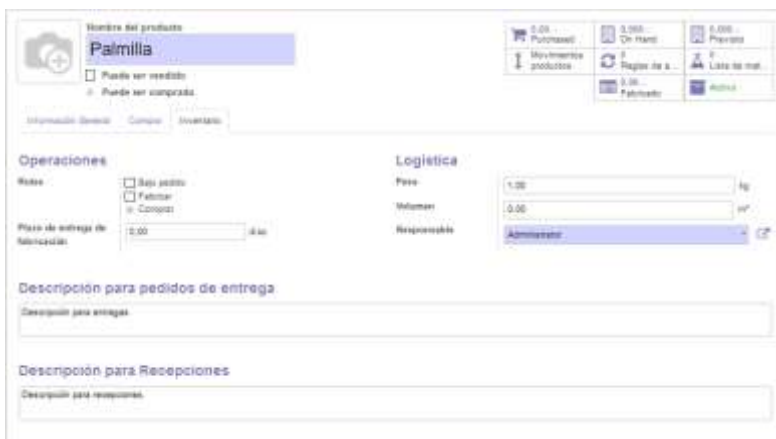 Nombre del producto
Palmilla
Puede ser vendido
Puede ser comprado
0,00
Purchased
0,000
On Hand
0,000
Previsto
Movimientos
productos
0
Reglas de a...
0
Lista de mat...
0,00
Fabricado
Activo
Información General
Compra
Inventario
Operaciones
Rutas
Bajo pedido
Fabricar
Comprar
Plazo de entrega de
fabricación
0,00
días
Logística
Peso
1,00
kg
Volumen
0,00
m³
Responsable
Administrator
Descripción para pedidos de entrega
Descripción para entregas.
Descripción para Recepciones
Descripción para recepciones.